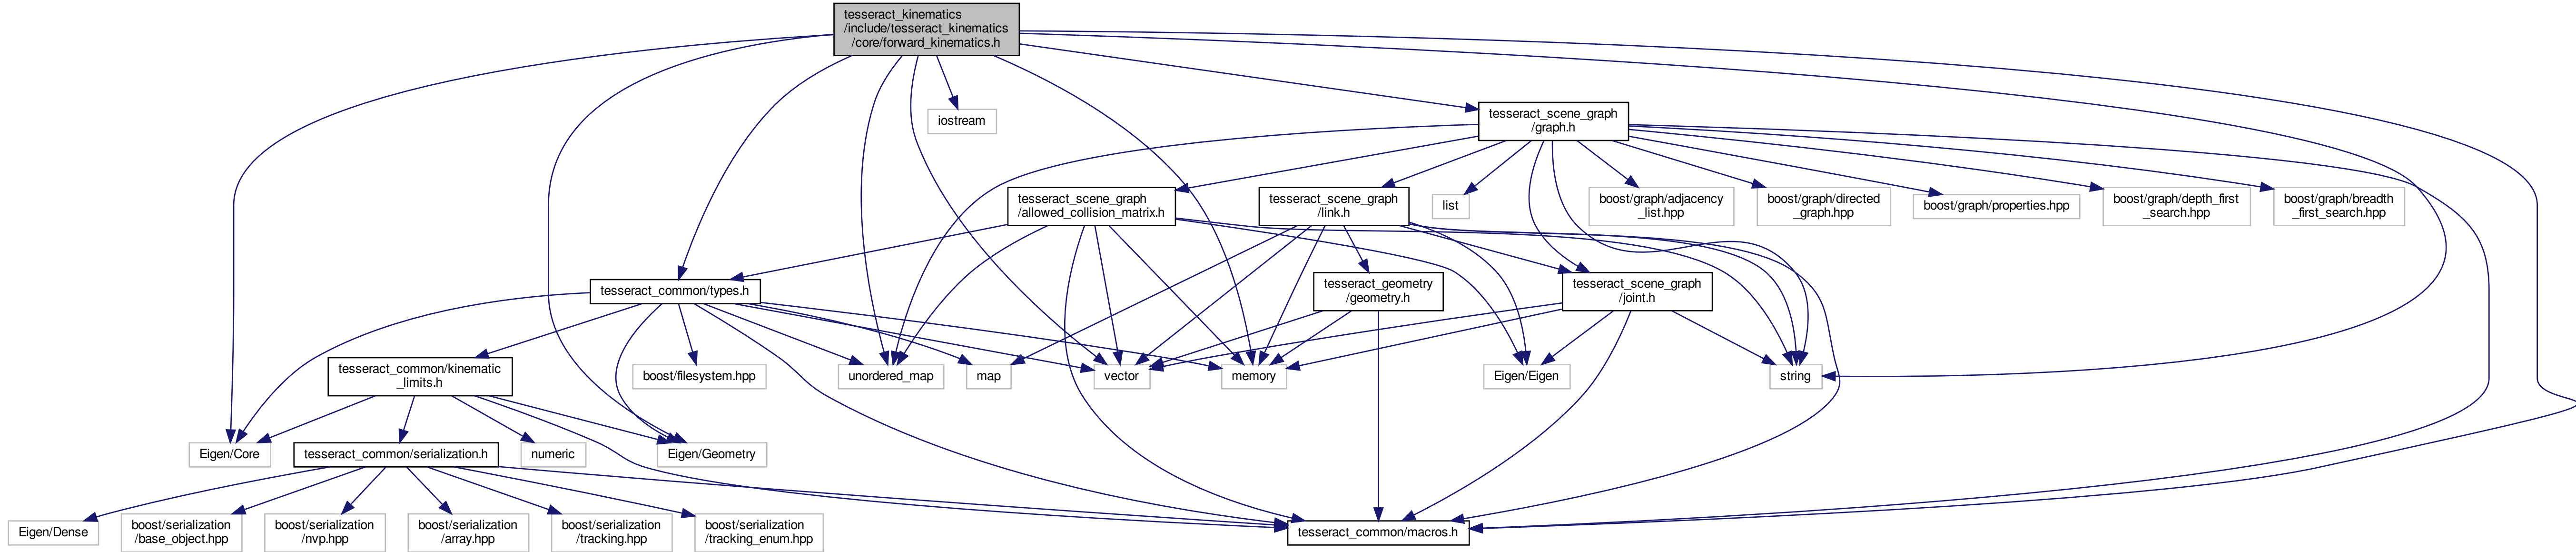 tesseract_kinematics
/include/tesseract_kinematics
/core/forward_kinematics.h
iostream
tesseract_scene_graph
/graph.h
tesseract_scene_graph
/allowed_collision_matrix.h
tesseract_scene_graph
/link.h
list
boost/graph/adjacency
_list.hpp
boost/graph/directed
_graph.hpp
boost/graph/properties.hpp
boost/graph/depth_first
_search.hpp
boost/graph/breadth
_first_search.hpp
tesseract_common/types.h
tesseract_geometry
/geometry.h
tesseract_scene_graph
/joint.h
tesseract_common/kinematic
_limits.h
boost/filesystem.hpp
unordered_map
map
vector
memory
Eigen/Eigen
string
Eigen/Core
tesseract_common/serialization.h
numeric
Eigen/Geometry
Eigen/Dense
boost/serialization
/base_object.hpp
boost/serialization
/nvp.hpp
boost/serialization
/array.hpp
boost/serialization
/tracking.hpp
boost/serialization
/tracking_enum.hpp
tesseract_common/macros.h